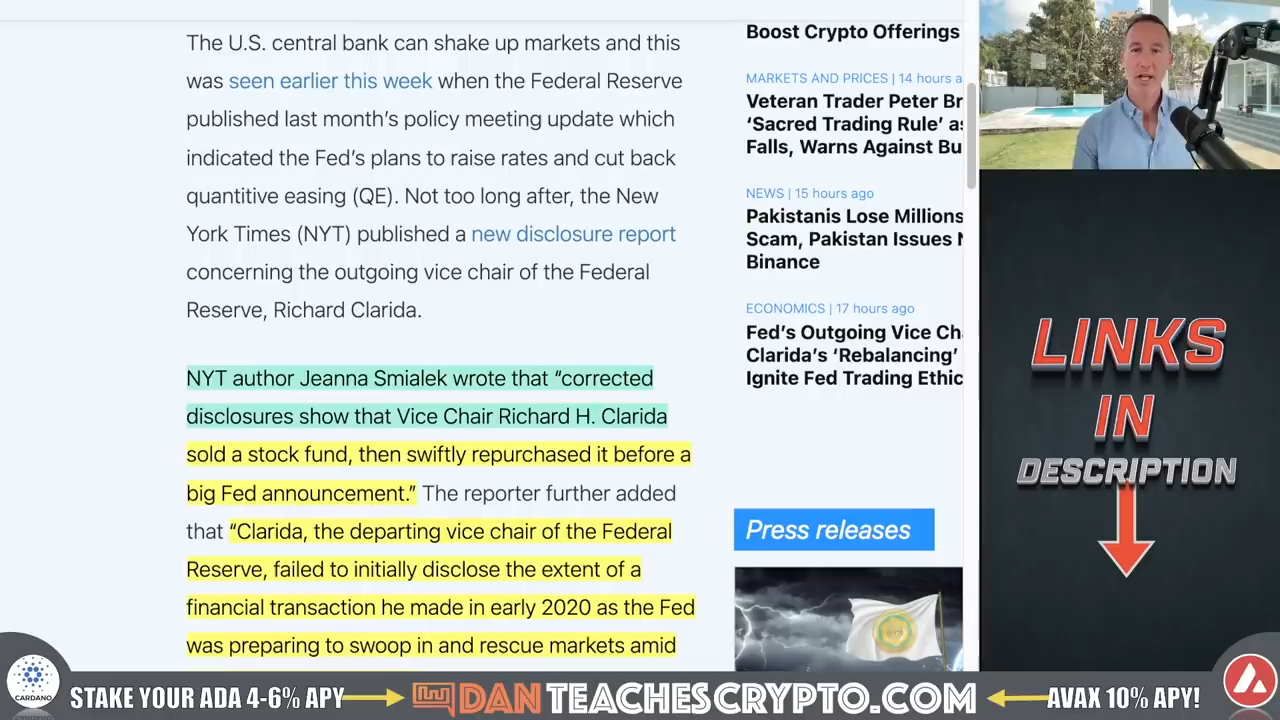 The U.S. central bank can shake up markets and this
was seen earlier this week when the Federal Reserve
published last month's policy meeting update which
indicated the Fed's plans to raise rates and cut back
quantitive easing (QE). Not too long after, the New
York Times (NYT) published a new disclosure report
concerning the outgoing vice chair of the Federal
Reserve, Richard Clarida.
NYT author Jeanna Smialek wrote that “corrected
disclosures show that Vice Chair Richard H. Clarida
sold a stock fund, then swiftly repurchased it before a
big Fed announcement.” The reporter further added
that “Clarida, the departing vice chair of the Federal
Reserve, failed to initially disclose the extent of a
financial transaction he made in early 2020 as the Fed
was preparing to swoop in and rescue markets amid
Boost Crypto Offerings
MARKETS AND PRICES | 14 hours a
Veteran Trader Peter Br
‘Sacred Trading Rule’ as
Falls, Warns Against Bu
NEWS | 15 hours ago
Pakistanis Lose Millions
Scam, Pakistan Issues N
Binance
ECONOMICS | 17 hours ago
Fed's Outgoing Vice Cha
Clarida's ‘Rebalancing’
Ignite Fed Trading Ethic
Press releases
LINKS
IN
DESCRIPTION
CARDANO
STAKE YOUR ADA 4-6% APY
DANTEACHESCRYPTO.COM
AVAX 10% APY!